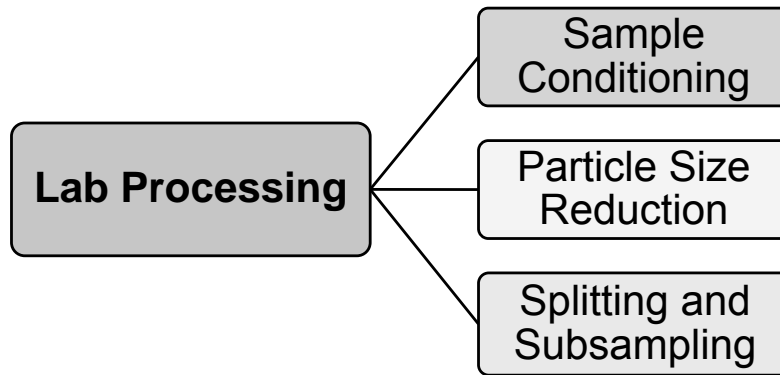 Sample
Conditioning
Lab Processing
Particle Size
Reduction
Splitting and
Subsampling